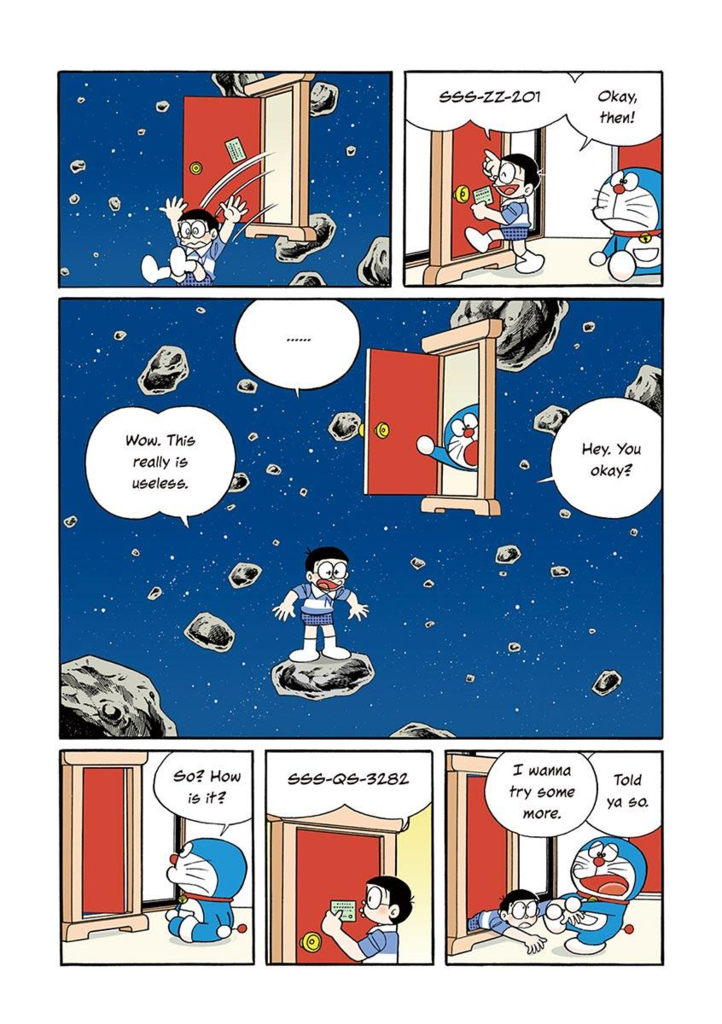 Okay,
then!
SSS-ZZ-201
Hey. You
okay?
......
Wow. This
really is
useless.
Told
ya so.
I wanna
try some
more.
SSS-QS-3282
So? How
is it?